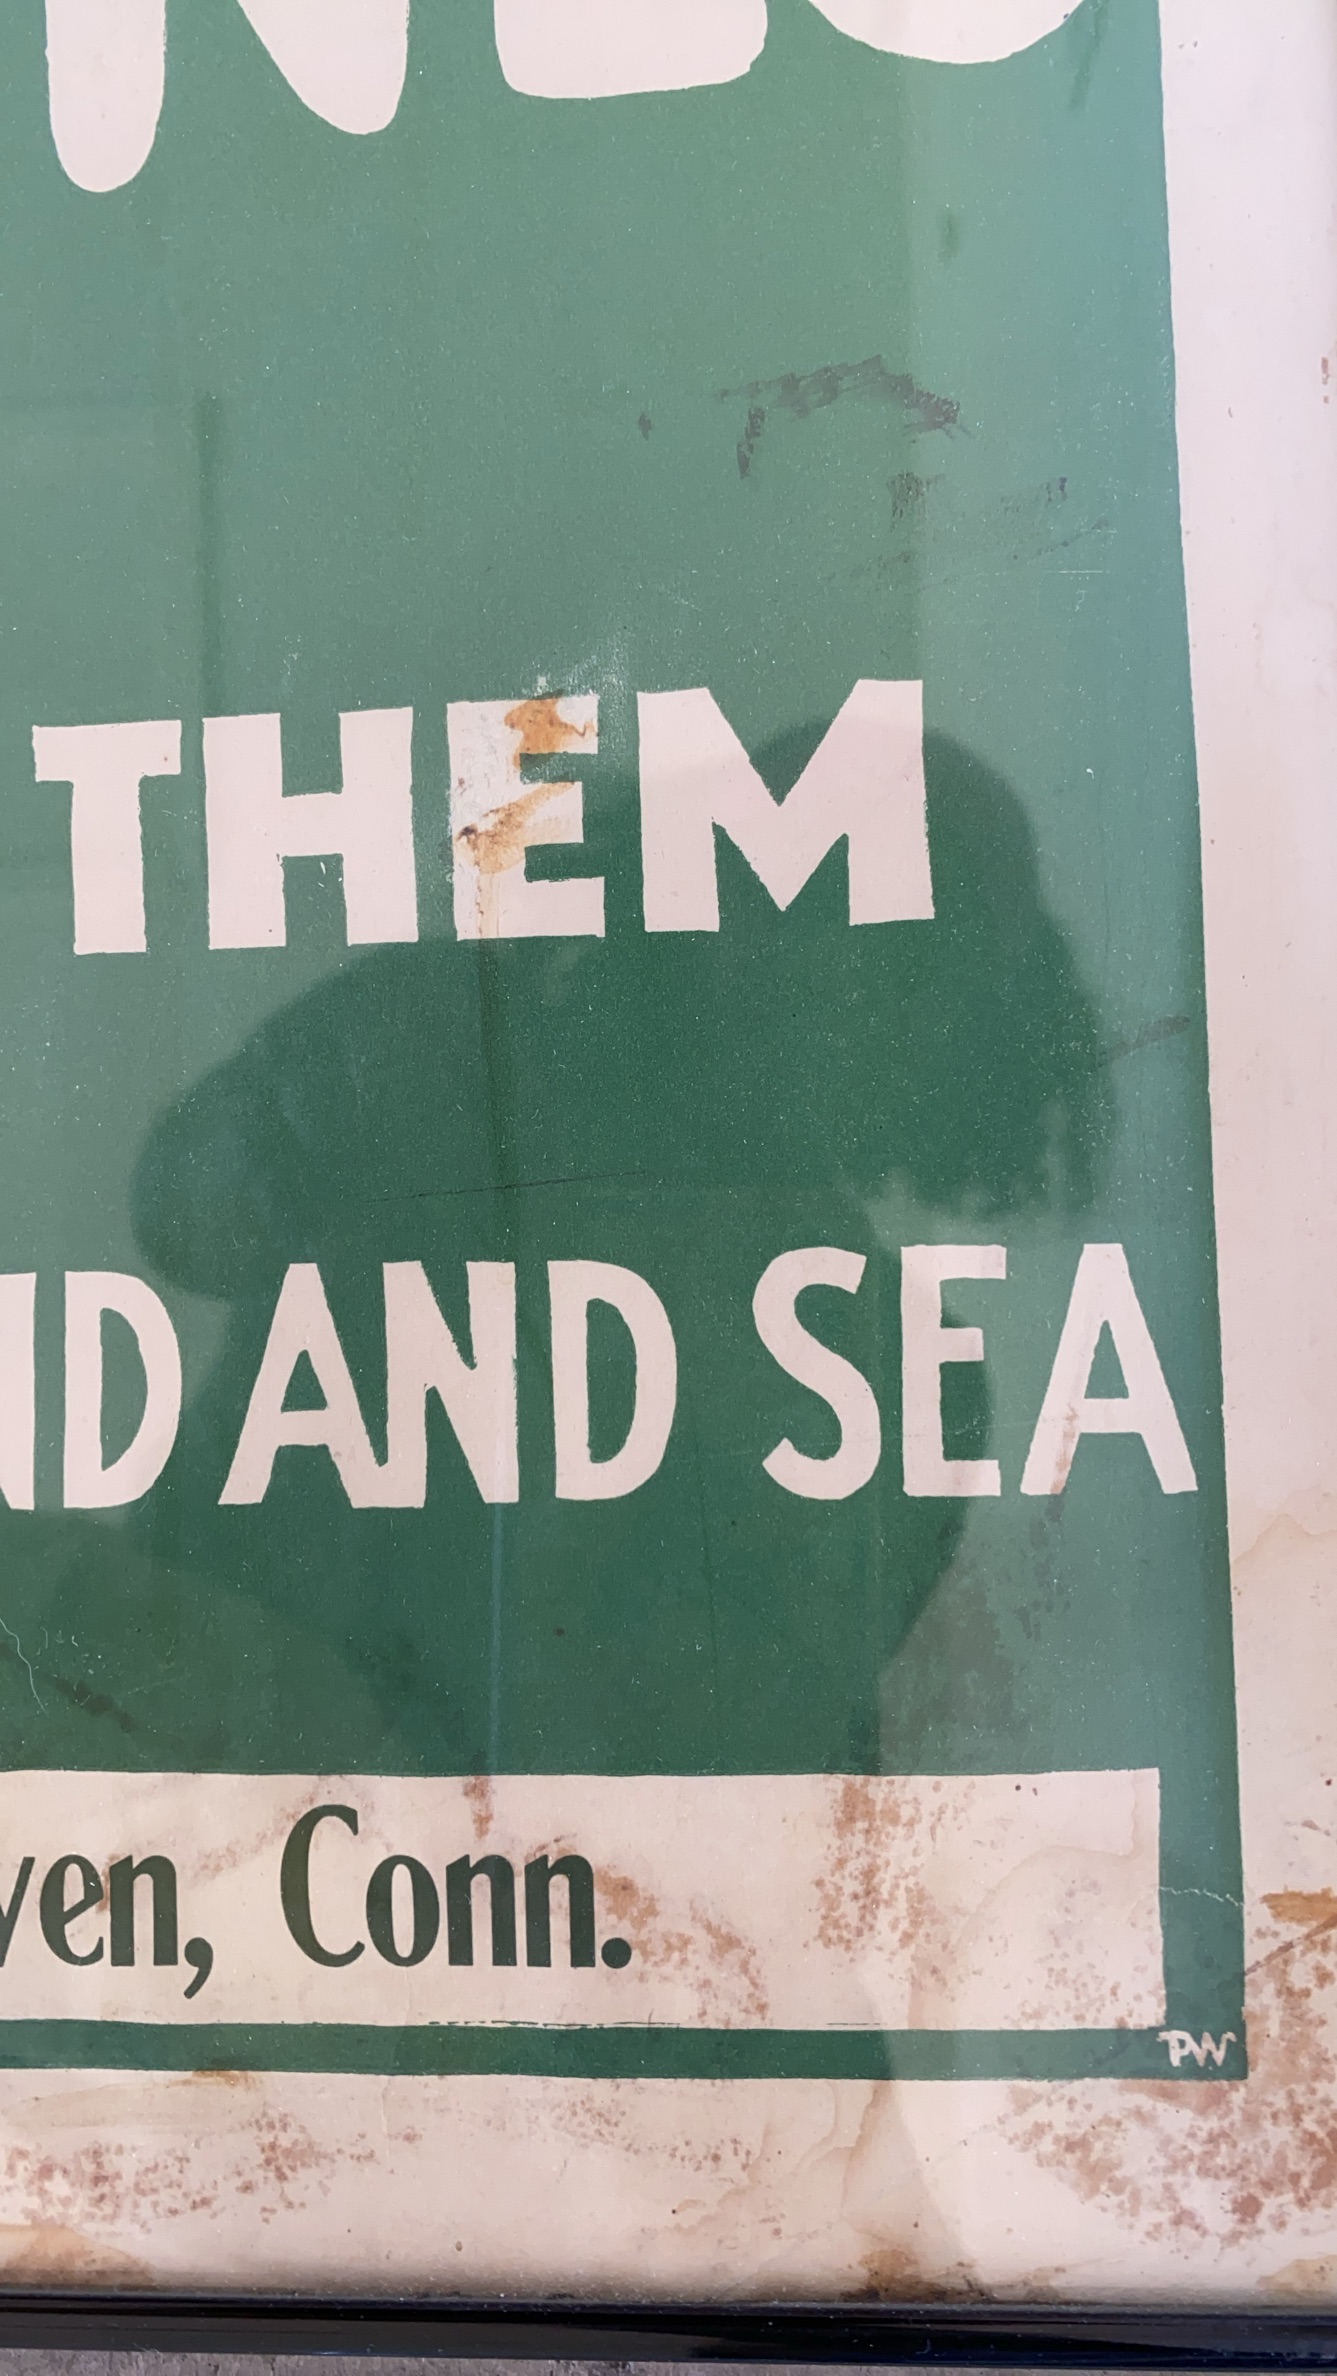 THEM
ND AND SEA
ven, Conn.
PW